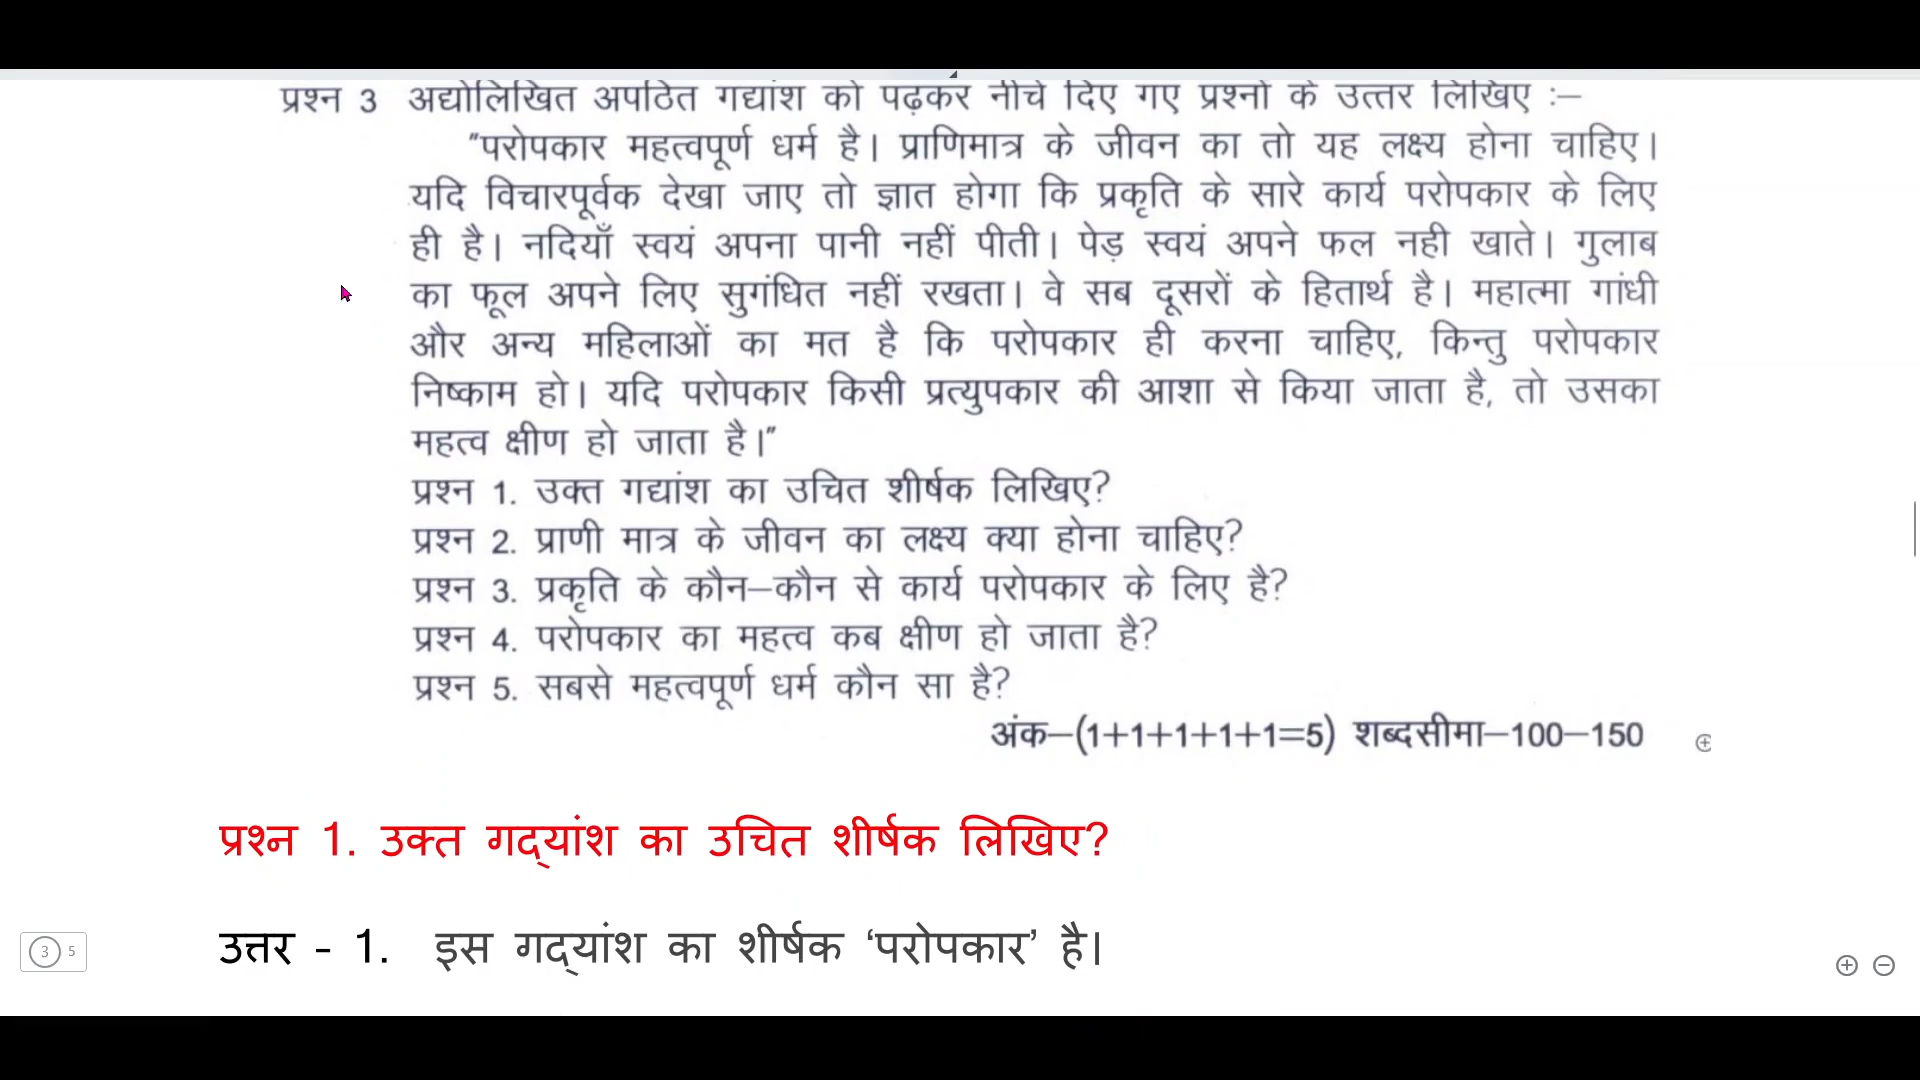 प्रश्न 3 अद्योलिखित अपठित गद्यांश को पढ़कर नीचे दिए गए प्रश्नों के उत्तर लिखिए :–
"परोपकार महत्वपूर्ण धर्म है। प्राणिमात्र के जीवन का तो यह लक्ष्य होना चाहिए।
यदि विचारपूर्वक देखा जाए तो ज्ञात होगा कि प्रकृति के सारे कार्य परोपकार के लिए
ही है। नदियाँ स्वयं अपना पानी नहीं पीती। पेड़ स्वयं अपने फल नही खाते। गुलाब
का फूल अपने लिए सुगंधित नहीं रखता। वे सब दूसरों के हितार्थ है। महात्मा गांधी
और अन्य महिलाओं का मत है कि परोपकार ही करना चाहिए, किन्तु परोपकार
निष्काम हो। यदि परोपकार किसी प्रत्युपकार की आशा से किया जाता है, तो उसका
महत्व क्षीण हो जाता है।"
प्रश्न 1. उक्त गद्यांश का उचित शीर्षक लिखिए?
प्रश्न 2. प्राणी मात्र के जीवन का लक्ष्य क्या होना चाहिए?
प्रश्न 3. प्रकृति के कौन–कौन से कार्य परोपकार के लिए है?
प्रश्न 4. परोपकार का महत्व कब क्षीण हो जाता है?
प्रश्न 5. सबसे महत्वपूर्ण धर्म कौन सा है?
अंक–(1+1+1+1+1=5) शब्दसीमा–100–150
प्रश्न 1. उक्त गद्यांश का उचित शीर्षक लिखिए?
उत्तर - 1. इस गद्यांश का शीर्षक ‘परोपकार’ है।
3 5